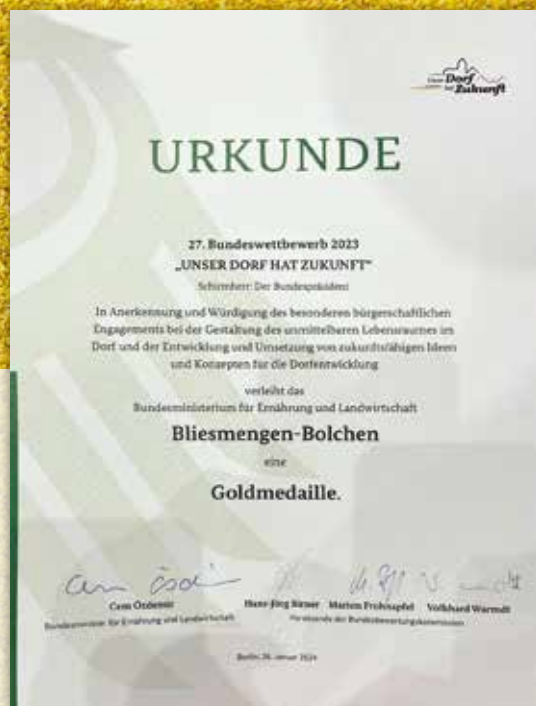 Unser Dorf
hat Zukunft
URKUNDE
27. Bundeswettbewerb 2023
„UNSER DORF HAT ZUKUNFT“
Schirmherr: Der Bundespräsident
In Anerkennung und Würdigung des besonderen bürgerschaftlichen
Engagements bei der Gestaltung des unmittelbaren Lebensraumes im
Dorf und der Entwicklung und Umsetzung von zukunftsfähigen Ideen
und Konzepten für die Dorfentwicklung
verleiht das
Bundesministerium für Ernährung und Landwirtschaft
Bliesmengen-Bolchen
eine
Goldmedaille.
Cem Özdemir Hans-Jörg Marion Frohnapfel Volkhard Warmdt
Bundesminister für Ernährung und Landwirtschaft Vorsitzende der Bundesbewertungskommission
Berlin, 26. Januar 2024